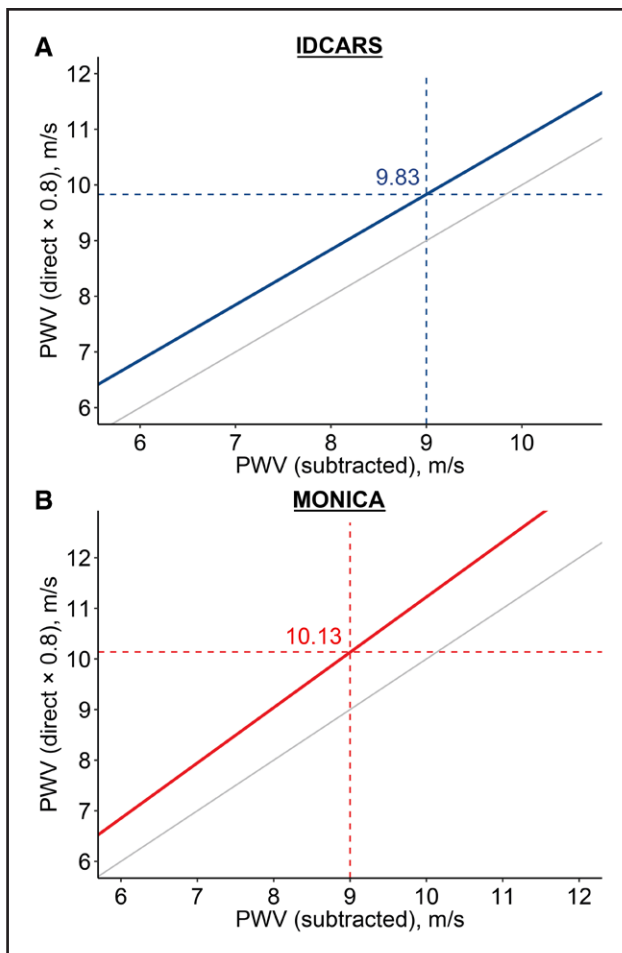 A
IDCARS
12
11
10
9
8
7
6
PWV (direct × 0.8), m/s
9.83
6 7 8 9 10
PWV (subtracted), m/s
B
MONICA
12
11
10
9
8
7
6
PWV (direct × 0.8), m/s
10.13
6 7 8 9 10 11 12
PWV (subtracted), m/s